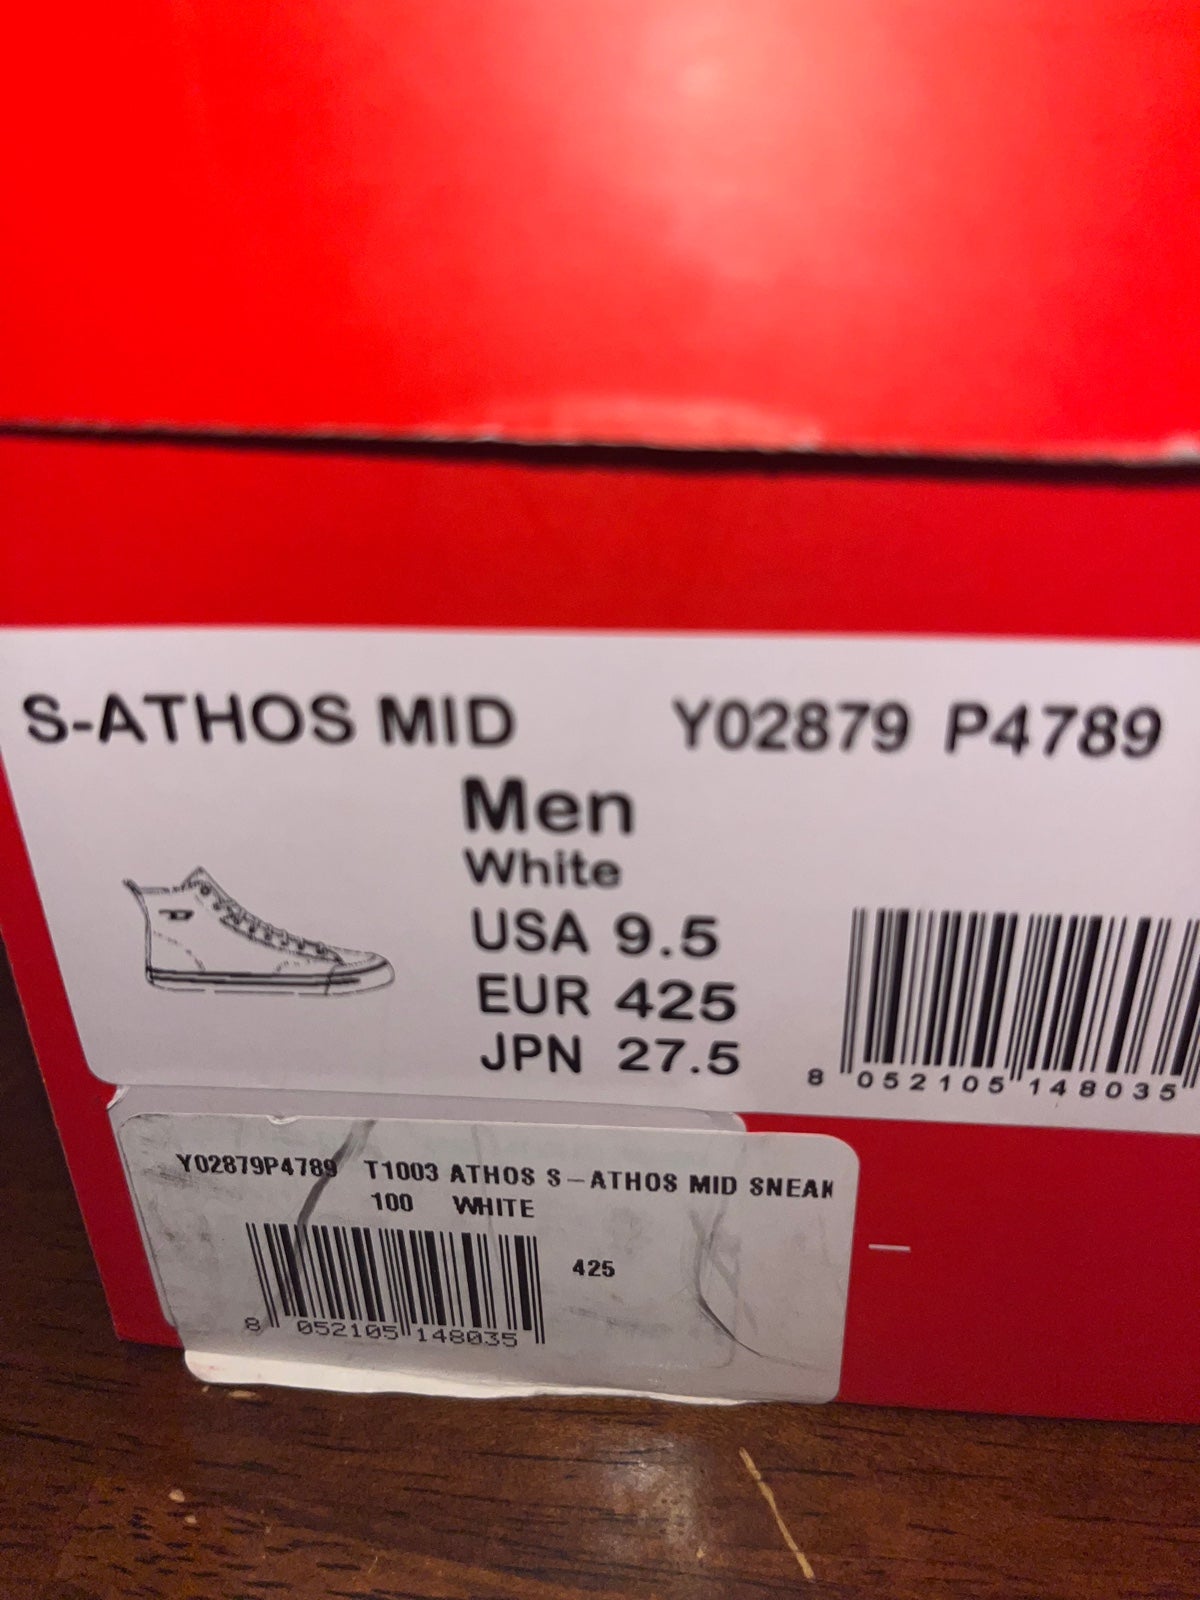 S-ATHOS MID Y02879 P4789
Men
White
USA 9.5
EUR 425
JPN 27.5
8 052105 148035
Y02879P4789 T1003 ATHOS S-ATHOS MID SNEAK
100 WHITE
425
8 052105 148035